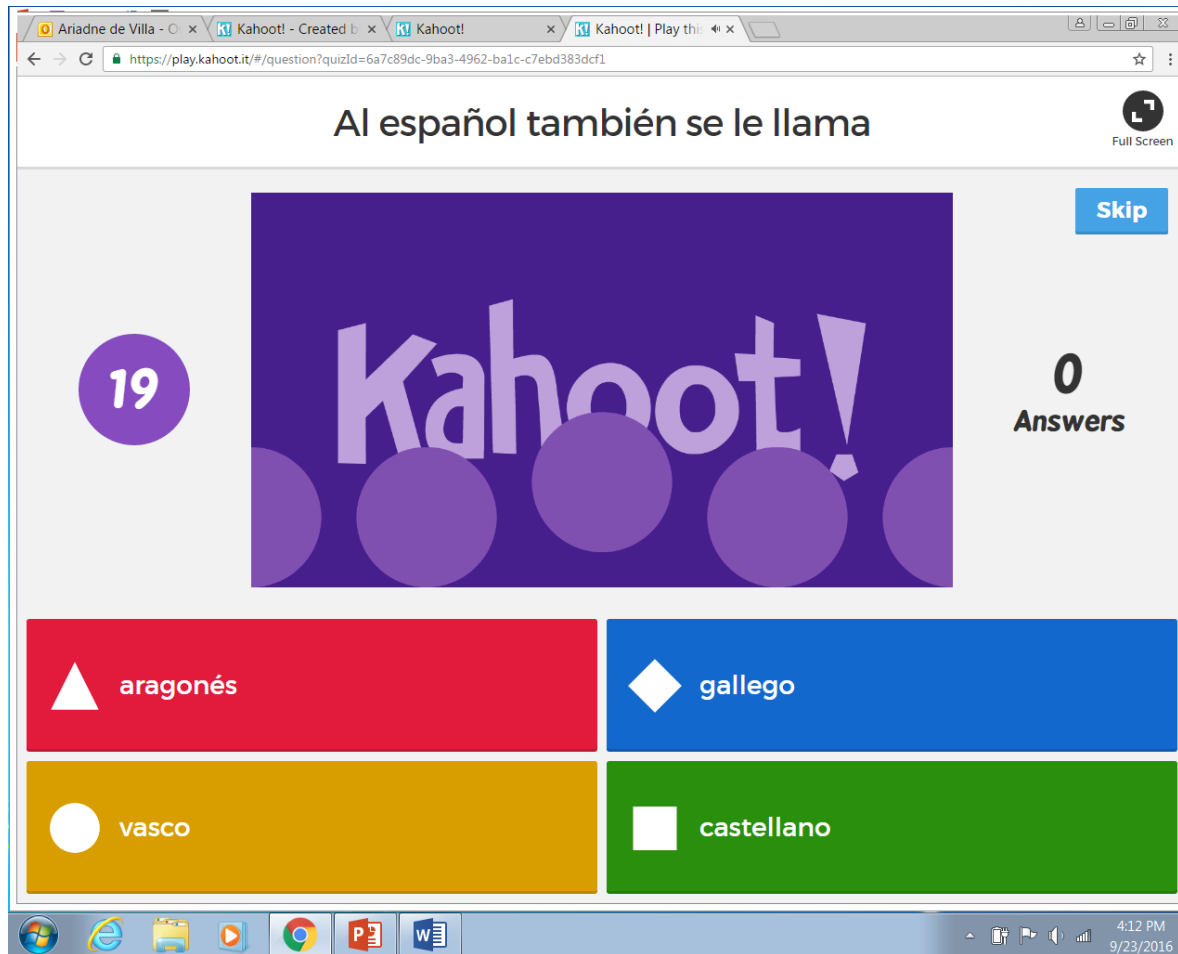 Ariadne de Villa - O
Kahoot! - Created b
Kahoot!
Kahoot! | Play this
https://play.kahoot.it/#/question?quizId=6a7c89dc-9ba3-4962-ba1c-c7ebd383dcf1
Al español también se le llama
Full Screen
Skip
19
Kahoot!
0
Answers
aragonés
gallego
vasco
castellano
4:12 PM
9/23/2016